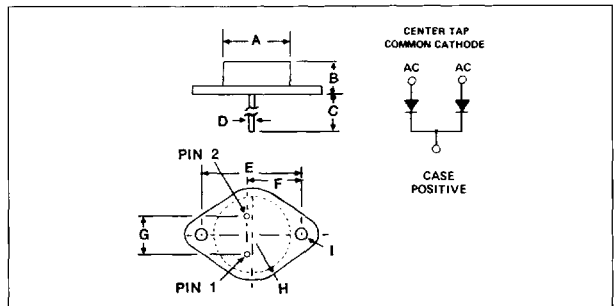 CENTER TAP
COMMON CATHODE
AC AC
CASE
POSITIVE
A
B
C
D
PIN 2
E
F
G
I
PIN 1
H